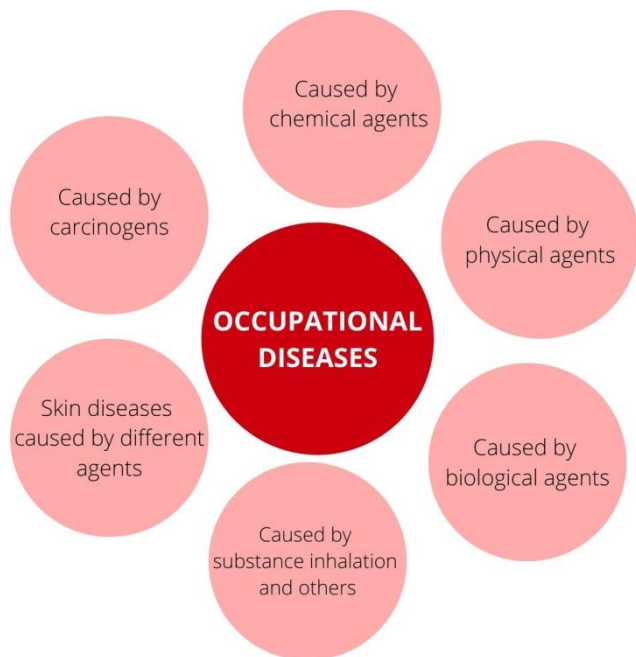 Caused by
chemical agents
Caused by
carcinogens
Caused by
physical agents
OCCUPATIONAL
DISEASES
Skin diseases
caused by different
agents
Caused by
biological agents
Caused by
substance inhalation
and others